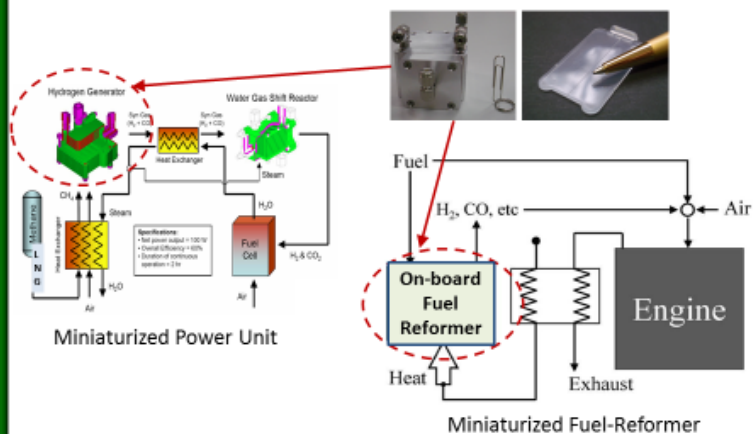 Hydrogen Generator
Syn Gas
(H₂ + CO)
Syn Gas
(H₂ + CO)
Water Gas Shift Reactor
Heat Exchanger
Steam
CH₄
Steam
H₂O
Methane
LNG
Heat Exchanger
Specifications:
• Net power output = 100 W
• Overall Efficiency = 60%
• Duration of continuous
operation = 2 hr
Fuel
Cell
H₂ & CO₂
H₂O
Air
Air
Miniaturized Power Unit
Fuel
H₂, CO, etc
Air
On-board
Fuel
Reformer
Engine
Heat
Exhaust
Miniaturized Fuel-Reformer